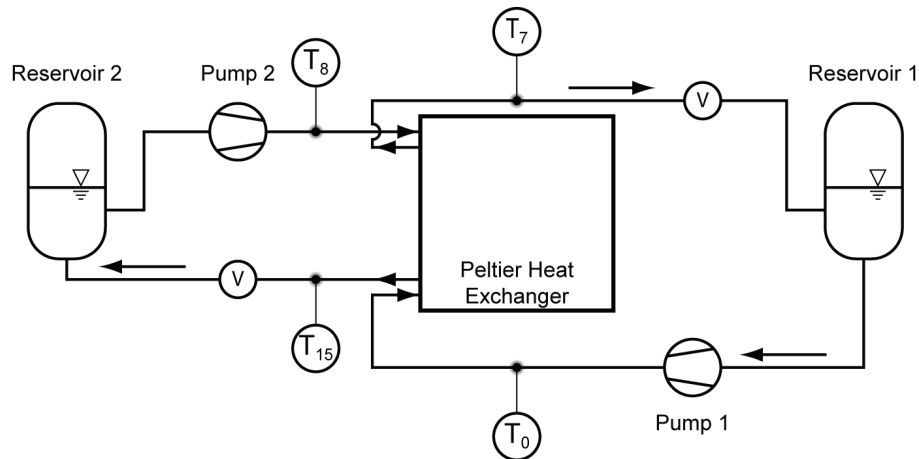 T7
T8
Reservoir 2
Pump 2
Reservoir 1
V
Peltier Heat
Exchanger
V
T15
Pump 1
T0